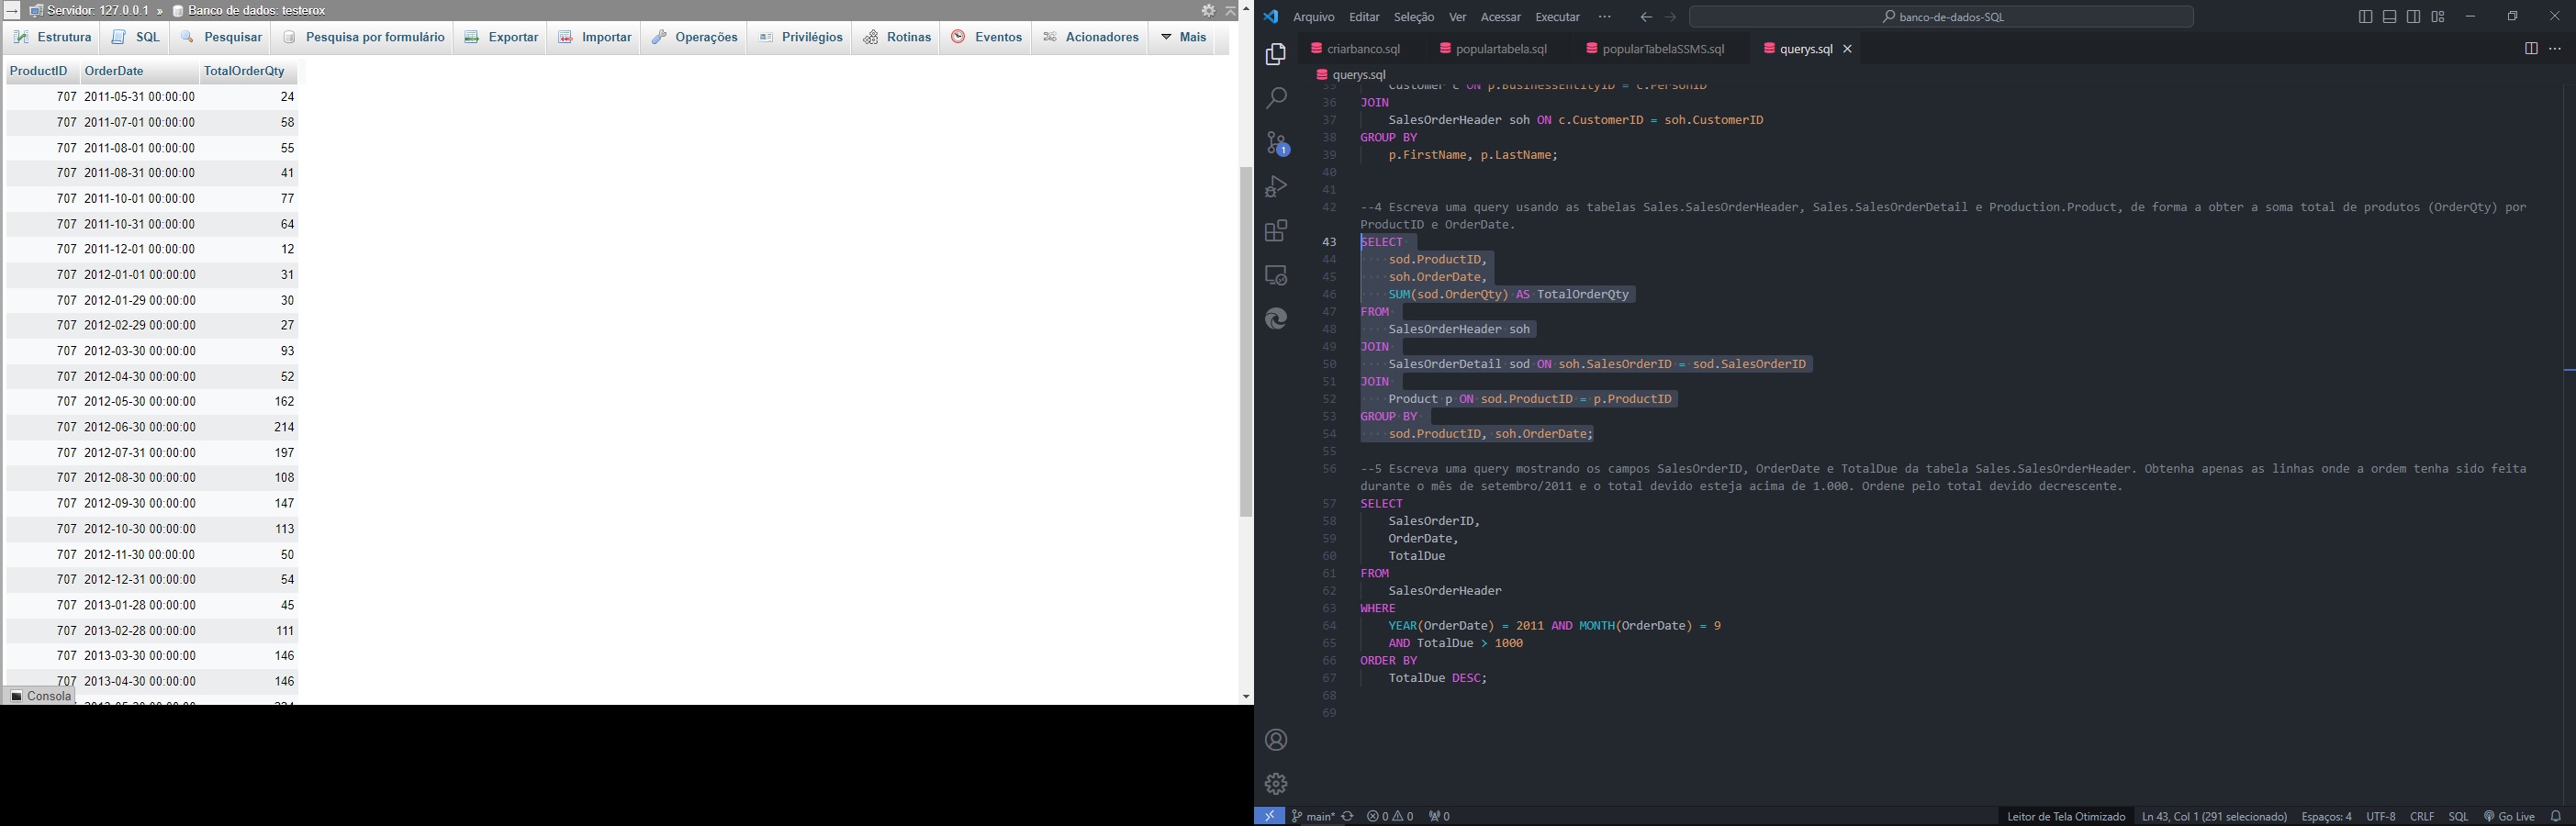 Servidor: 127.0.0.1 » Banco de dados: testerox
Estrutura SQL Pesquisar Pesquisa por formulário Exportar Importar Operações Privilégios Rotinas Eventos Acionadores Mais
ProductID OrderDate TotalOrderQty
707 2011-05-31 00:00:00 24
707 2011-07-01 00:00:00 58
707 2011-08-01 00:00:00 55
707 2011-08-31 00:00:00 41
707 2011-10-01 00:00:00 77
707 2011-10-31 00:00:00 64
707 2011-12-01 00:00:00 12
707 2012-01-01 00:00:00 31
707 2012-01-29 00:00:00 30
707 2012-02-29 00:00:00 27
707 2012-03-30 00:00:00 93
707 2012-04-30 00:00:00 52
707 2012-05-30 00:00:00 162
707 2012-06-30 00:00:00 214
707 2012-07-31 00:00:00 197
707 2012-08-30 00:00:00 108
707 2012-09-30 00:00:00 147
707 2012-10-30 00:00:00 113
707 2012-11-30 00:00:00 50
707 2012-12-31 00:00:00 54
707 2013-01-28 00:00:00 45
707 2013-02-28 00:00:00 111
707 2013-03-30 00:00:00 146
707 2013-04-30 00:00:00 146
Consola
Arquivo Editar Seleção Ver Acessar Executar ··· banco-de-dados-SQL
criarbanco.sql populartabela.sql popularTabelaSSMS.sql querys.sql
querys.sql
35 Customer c ON p.BusinessEntityID = c.PersonID
36 JOIN
37 SalesOrderHeader soh ON c.CustomerID = soh.CustomerID
38 GROUP BY
39 p.FirstName, p.LastName;
40
41
42 --4 Escreva uma query usando as tabelas Sales.SalesOrderHeader, Sales.SalesOrderDetail e Production.Product, de forma a obter a soma total de produtos (OrderQty) por
ProductID e OrderDate.
43 SELECT
44 sod.ProductID,
45 soh.OrderDate,
46 SUM(sod.OrderQty) AS TotalOrderQty
47 FROM
48 SalesOrderHeader soh
49 JOIN
50 SalesOrderDetail sod ON soh.SalesOrderID = sod.SalesOrderID
51 JOIN
52 Product p ON sod.ProductID = p.ProductID
53 GROUP BY
54 sod.ProductID, soh.OrderDate;
55
56 --5 Escreva uma query mostrando os campos SalesOrderID, OrderDate e TotalDue da tabela Sales.SalesOrderHeader. Obtenha apenas as linhas onde a ordem tenha sido feita
durante o mês de setembro/2011 e o total devido esteja acima de 1.000. Ordene pelo total devido decrescente.
57 SELECT
58 SalesOrderID,
59 OrderDate,
60 TotalDue
61 FROM
62 SalesOrderHeader
63 WHERE
64 YEAR(OrderDate) = 2011 AND MONTH(OrderDate) = 9
65 AND TotalDue > 1000
66 ORDER BY
67 TotalDue DESC;
68
69
1
main* 0 0 0 Leitor de Tela Otimizado Ln 43, Col 1 (291 selecionado) Espaços: 4 UTF-8 CRLF SQL Go Live